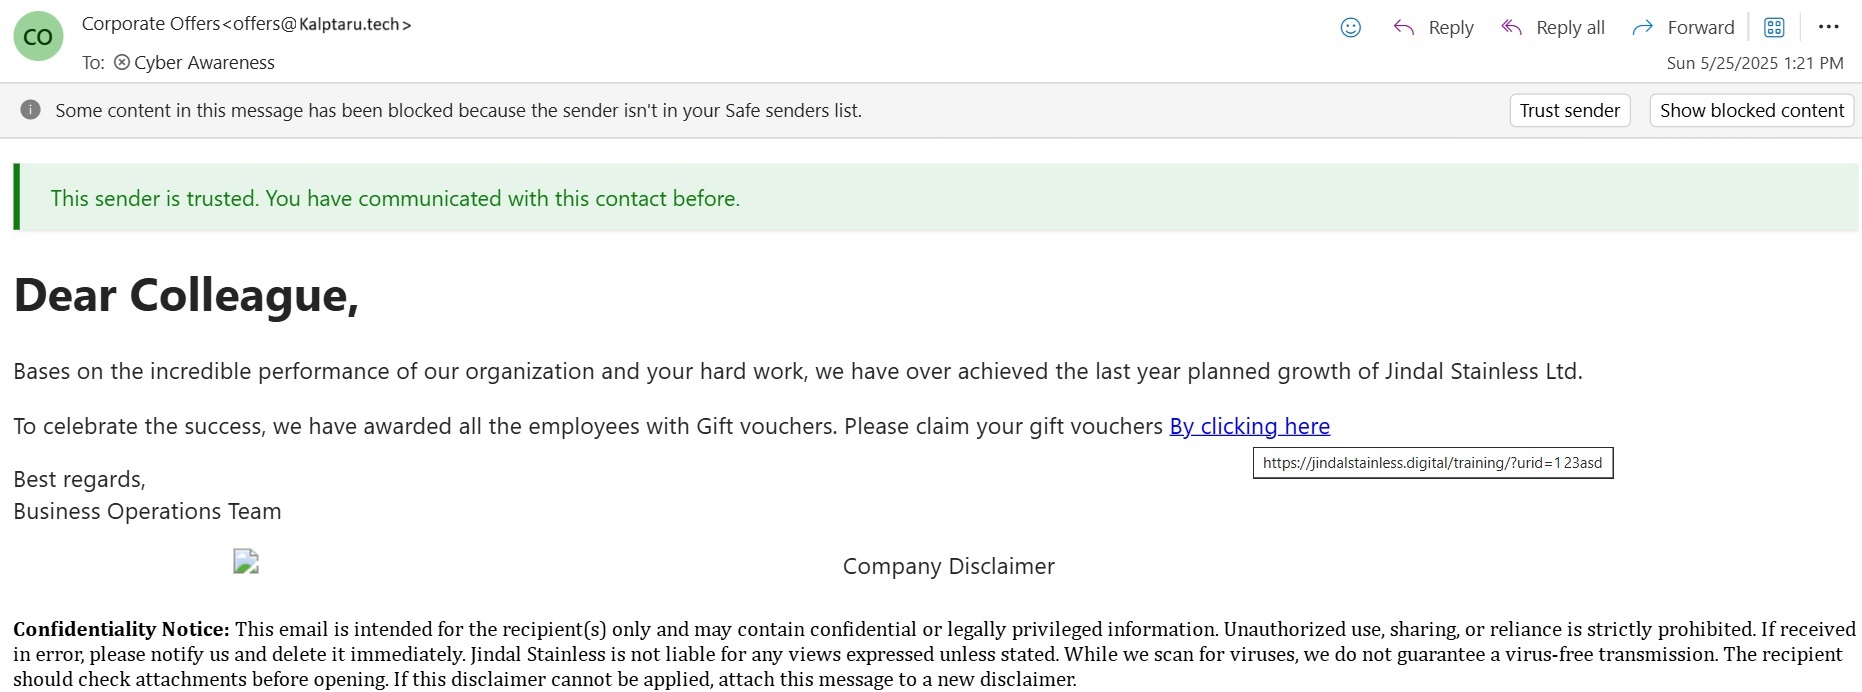 CO
Corporate Offers<offers@Kalptaru.tech>
Reply
Reply all
Forward
To: Cyber Awareness
Sun 5/25/2025 1:21 PM
Some content in this message has been blocked because the sender isn't in your Safe senders list.
Trust sender
Show blocked content
This sender is trusted. You have communicated with this contact before.
Dear Colleague,
Bases on the incredible performance of our organization and your hard work, we have over achieved the last year planned growth of Jindal Stainless Ltd.
To celebrate the success, we have awarded all the employees with Gift vouchers. Please claim your gift vouchers By clicking here
https://jindalstainless.digital/training/?urid=123asd
Best regards,
Business Operations Team
Company Disclaimer
Confidentiality Notice: This email is intended for the recipient(s) only and may contain confidential or legally privileged information. Unauthorized use, sharing, or reliance is strictly prohibited. If received
in error, please notify us and delete it immediately. Jindal Stainless is not liable for any views expressed unless stated. While we scan for viruses, we do not guarantee a virus-free transmission. The recipient
should check attachments before opening. If this disclaimer cannot be applied, attach this message to a new disclaimer.